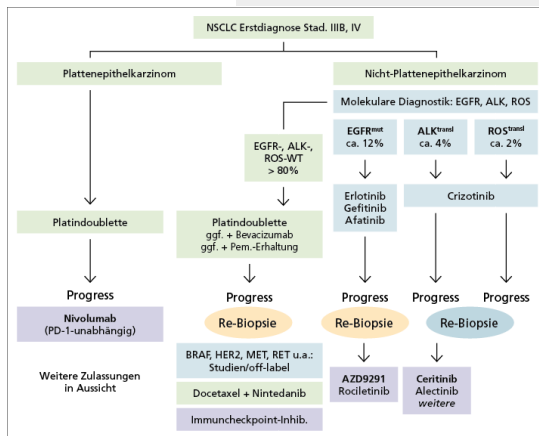 NSCLC Erstdiagnose Stad. IIIB, IV
Plattenepithelkarzinom
Nicht-Plattenepithelkarzinom
Molekulare Diagnostik: EGFR, ALK, ROS
EGFR-, ALK-,
ROS-WT
> 80%
EGFRmut
ca. 12%
ALKtransl
ca. 4%
ROStransl
ca. 2%
Erlotinib
Gefitinib
Afatinib
Crizotinib
Platindoublette
Platindoublette
ggf. + Bevacizumab
ggf. + Pem.-Erhaltung
Progress
Progress
Progress
Progress
Progress
Nivolumab
(PD-1-unabhängig)
Re-Biopsie
Re-Biopsie
Re-Biopsie
Weitere Zulassungen
in Aussicht
BRAF, HER2, MET, RET u.a.:
Studien/off-label
Docetaxel + Nintedanib
Immuncheckpoint-Inhib.
AZD9291
Rociletinib
Ceritinib
Alectinib
weitere